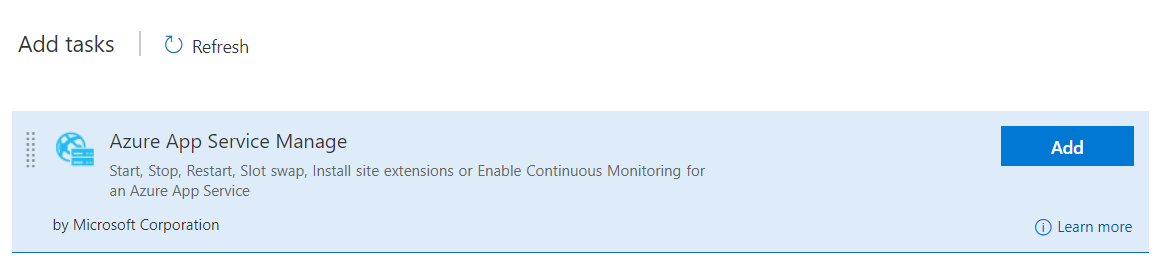 Add tasks
Refresh
Azure App Service Manage
Add
Start, Stop, Restart, Slot swap, Install site extensions or Enable Continuous Monitoring for
an Azure App Service
by Microsoft Corporation
Learn more